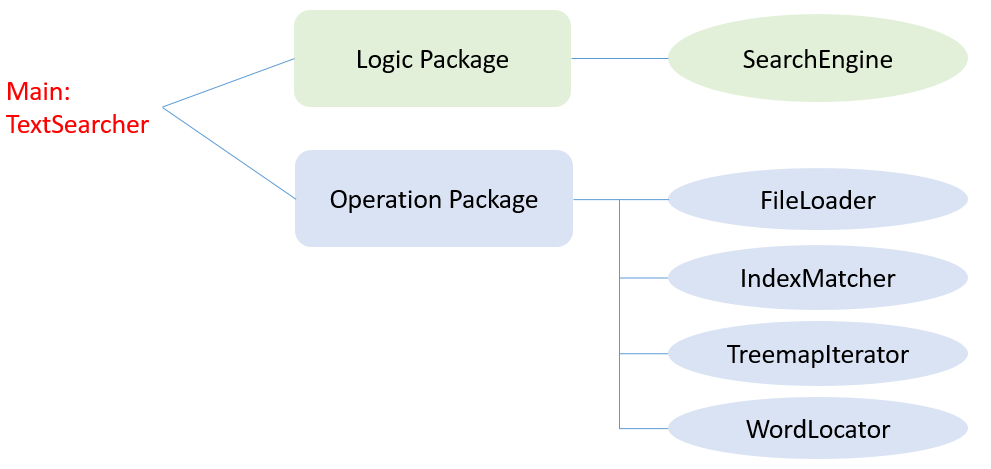 Main:
TextSearcher
Logic Package
SearchEngine
Operation Package
FileLoader
IndexMatcher
TreemapIterator
WordLocator